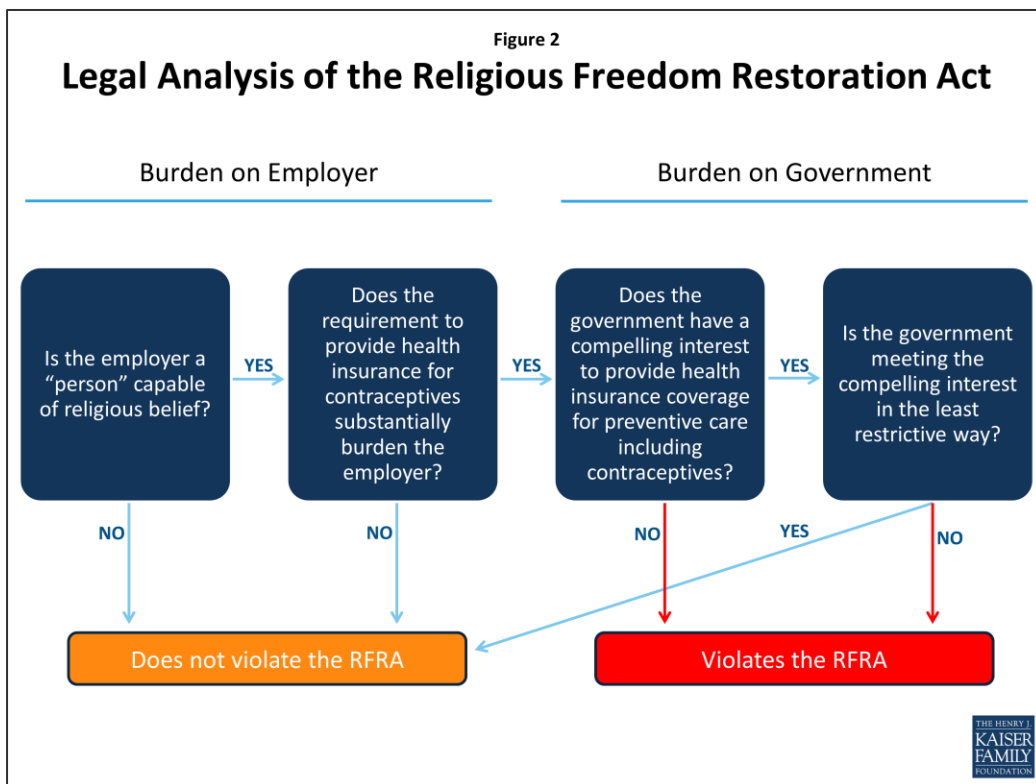 Figure 2
Legal Analysis of the Religious Freedom Restoration Act
Burden on Employer
Burden on Government
Is the employer a
“person” capable
of religious belief?
YES
Does the
requirement to
provide health
insurance for
contraceptives
substantially
burden the
employer?
YES
Does the
government have a
compelling interest
to provide health
insurance coverage
for preventive care
including
contraceptives?
YES
Is the government
meeting the
compelling interest
in the least
restrictive way?
NO
NO
NO
YES
NO
Does not violate the RFRA
Violates the RFRA
THE HENRY J.
KAISER
FAMILY
FOUNDATION